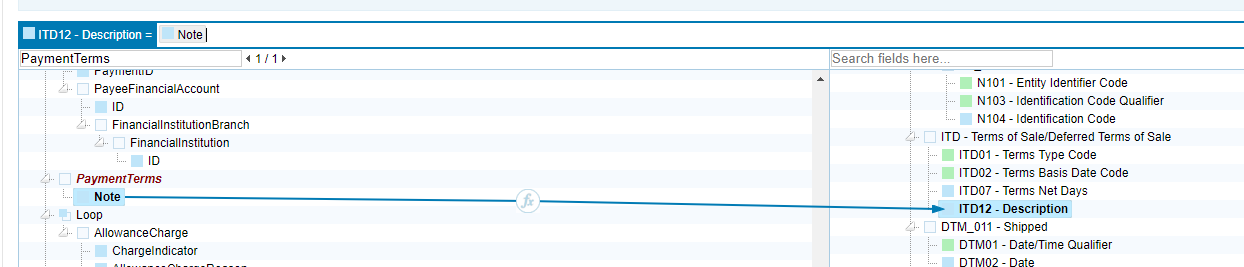 ITD12 - Description = Note
PaymentTerms 1 / 1 Search fields here...
PaymentID
PayeeFinancialAccount
ID
FinancialInstitutionBranch
FinancialInstitution
ID
PaymentTerms
Note
Loop
AllowanceCharge
ChargeIndicator
AllowanceChargeReason
fx
N101 - Entity Identifier Code
N103 - Identification Code Qualifier
N104 - Identification Code
ITD - Terms of Sale/Deferred Terms of Sale
ITD01 - Terms Type Code
ITD02 - Terms Basis Date Code
ITD07 - Terms Net Days
ITD12 - Description
DTM_011 - Shipped
DTM01 - Date/Time Qualifier
DTM02 - Date